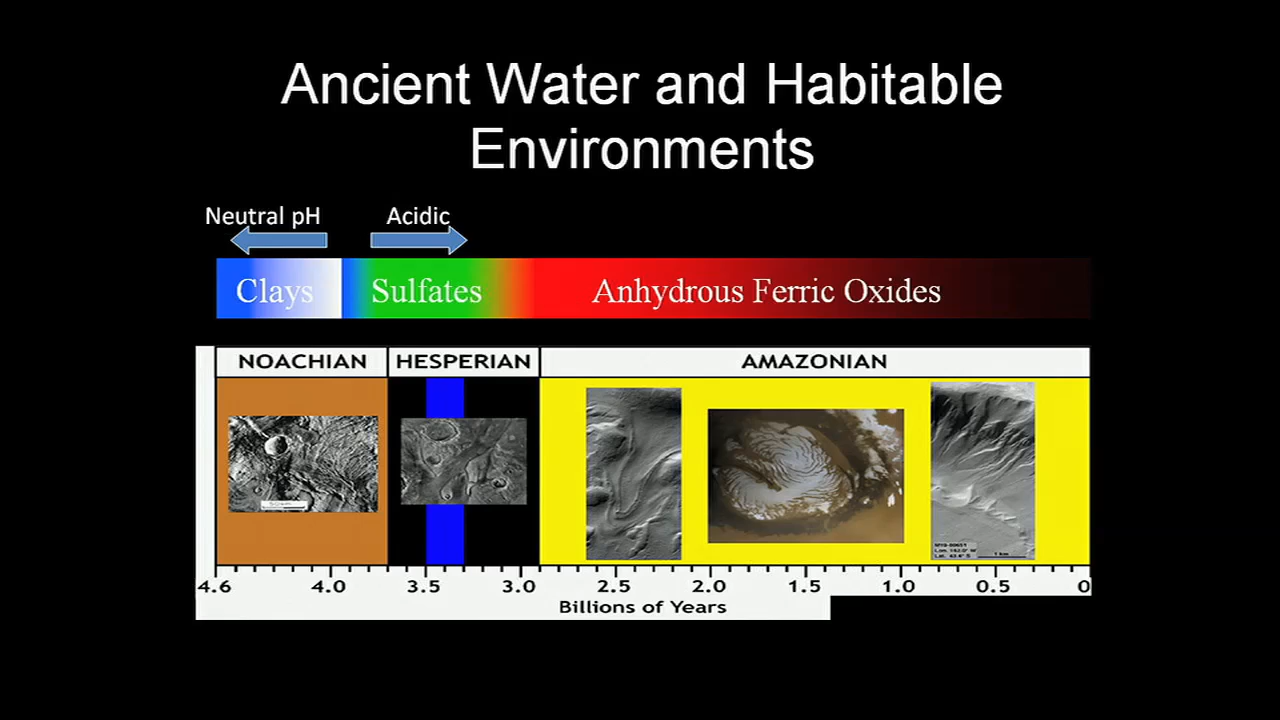 Ancient Water and Habitable
Environments
Neutral pH
Acidic
Clays
Sulfates
Anhydrous Ferric Oxides
NOACHIAN
HESPERIAN
AMAZONIAN
4.6
4.0
3.5
3.0
2.5
2.0
1.5
1.0
0.5
0
Billions of Years